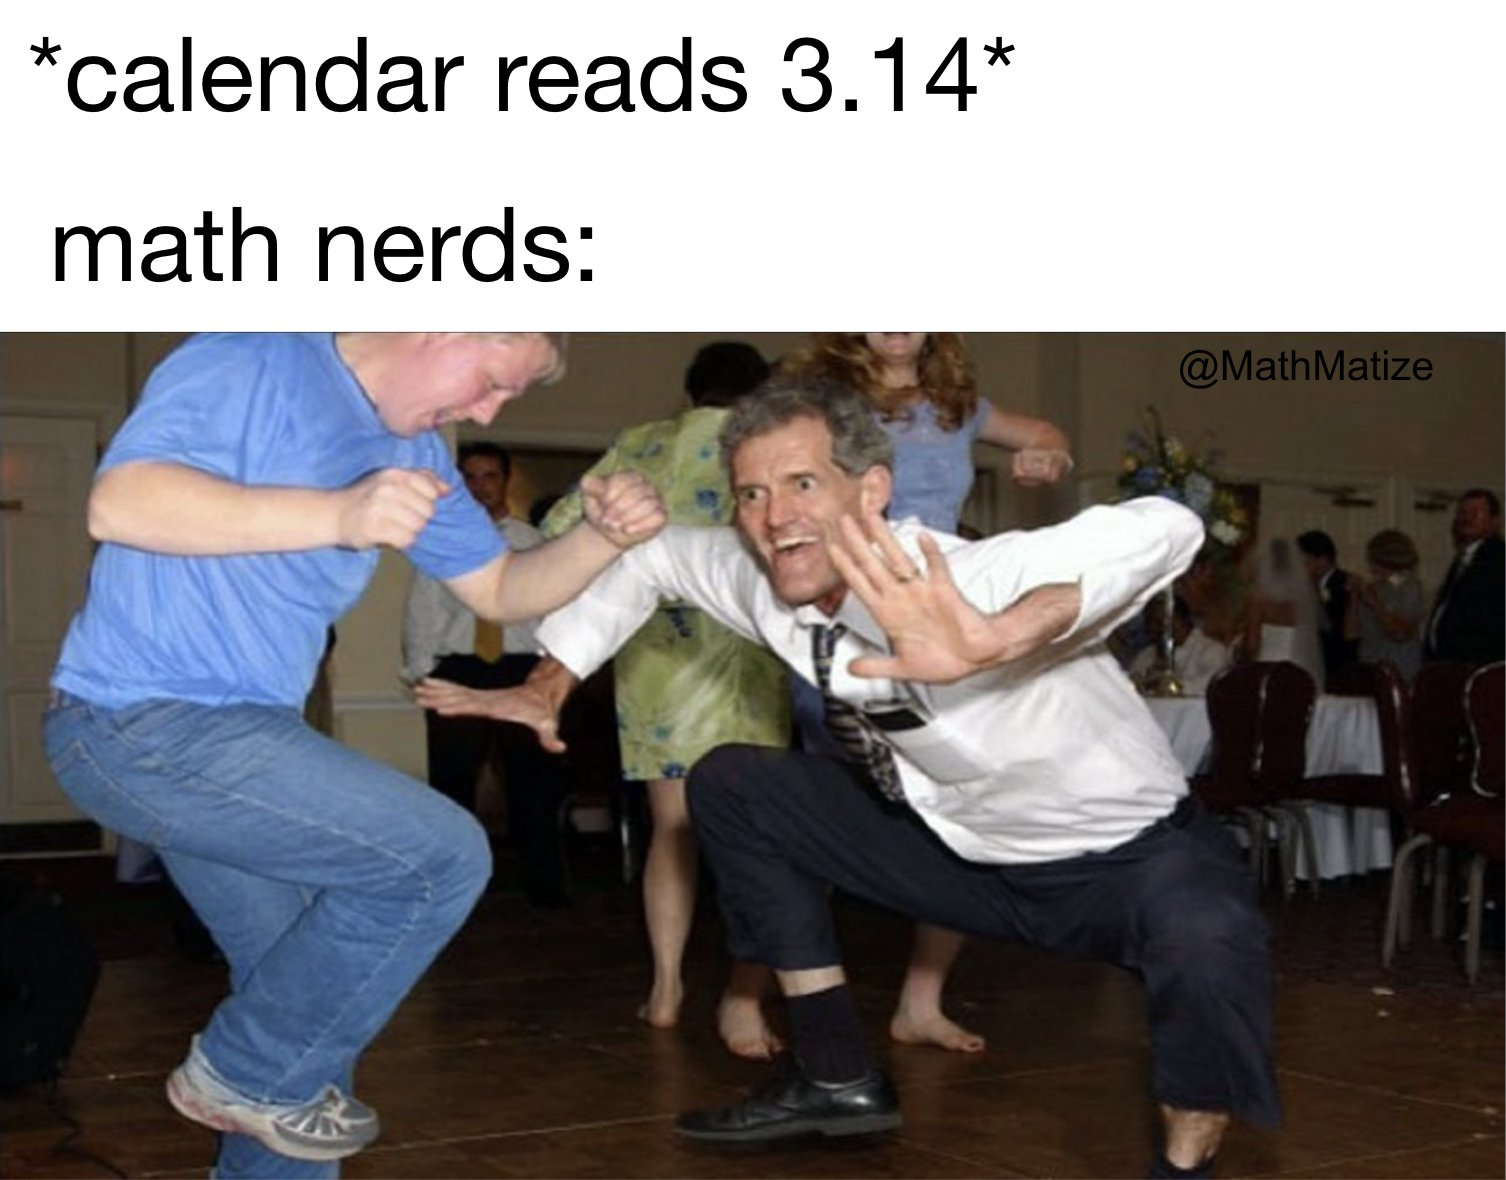 *calendar reads 3.14*
math nerds:
@MathMatize